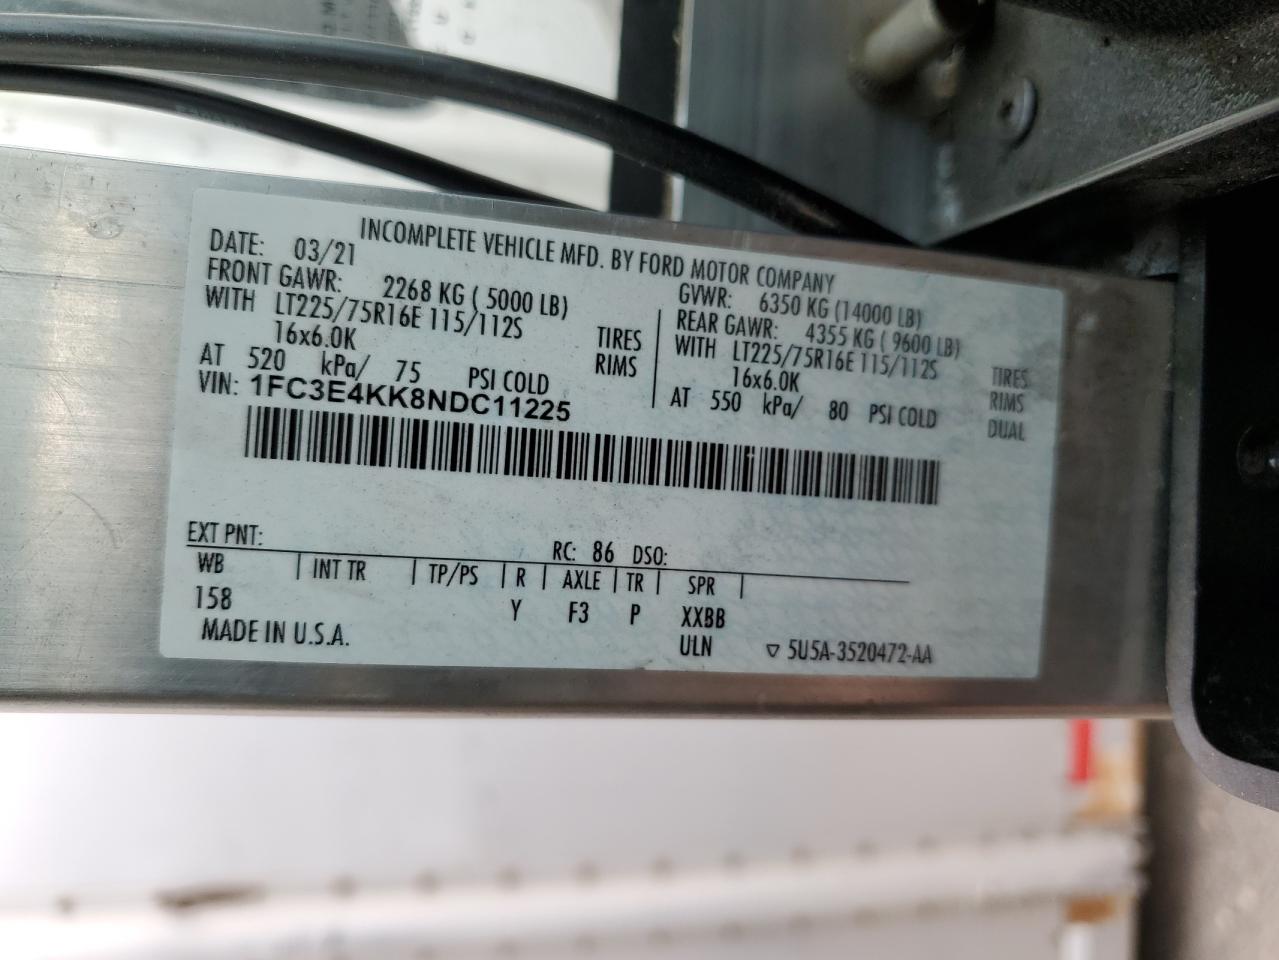 INCOMPLETE VEHICLE MFD. BY FORD MOTOR COMPANY
DATE: 03/21
GVWR: 6350 KG (14000 LB)
FRONT GAWR: 2268 KG ( 5000 LB)
REAR GAWR: 4355 KG ( 9600 LB)
WITH LT225/75R16E 115/112S TIRES
WITH LT225/75R16E 115/112S TIRES
16x6.0K RIMS
16x6.0K RIMS
AT 520 kPa/ 75 PSI COLD
AT 550 kPa/ 80 PSI COLD DUAL
VIN: 1FC3E4KK8NDC11225
EXT PNT: RC: 86 DSO:
WB INT TR TP/PS R AXLE TR SPR
158 Y F3 P XXBB
MADE IN U.S.A. ULN ▽ 5U5A-3520472-AA